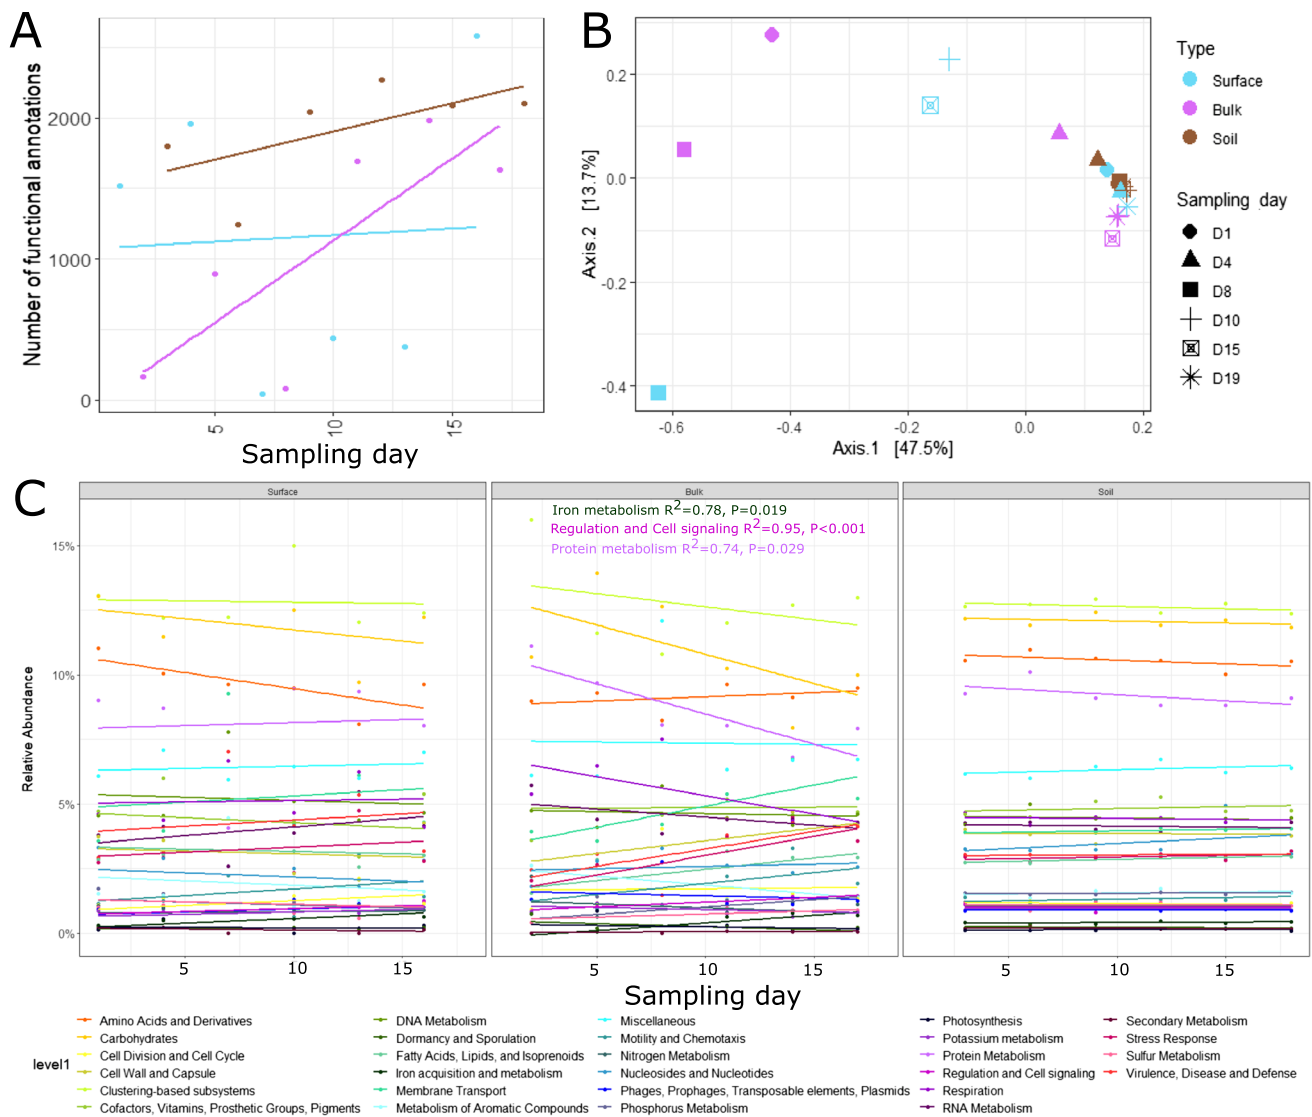 A
Number of functional annotations
2000
1000
0
5
10
15
Sampling day
B
Axis.2 [13.7%]
0.2
0.0
-0.2
-0.4
-0.6
-0.4
-0.2
0.0
0.2
Axis.1 [47.5%]
Type
Surface
Bulk
Soil
Sampling_day
D1
D4
D8
D10
D15
D19
C
Surface
Bulk
Soil
Iron metabolism R2=0.78, P=0.019
Regulation and Cell signaling R2=0.95, P<0.001
Protein metabolism R2=0.74, P=0.029
Relative Abundance
15%
10%
5%
0%
5
10
15
5
10
15
5
10
15
Sampling day
level1
Amino Acids and Derivatives
Carbohydrates
Cell Division and Cell Cycle
Cell Wall and Capsule
Clustering-based subsystems
Cofactors, Vitamins, Prosthetic Groups, Pigments
DNA Metabolism
Dormancy and Sporulation
Fatty Acids, Lipids, and Isoprenoids
Iron acquisition and metabolism
Membrane Transport
Metabolism of Aromatic Compounds
Miscellaneous
Motility and Chemotaxis
Nitrogen Metabolism
Nucleosides and Nucleotides
Phages, Prophages, Transposable elements, Plasmids
Phosphorus Metabolism
Photosynthesis
Potassium metabolism
Protein Metabolism
Regulation and Cell signaling
Respiration
RNA Metabolism
Secondary Metabolism
Stress Response
Sulfur Metabolism
Virulence, Disease and Defense